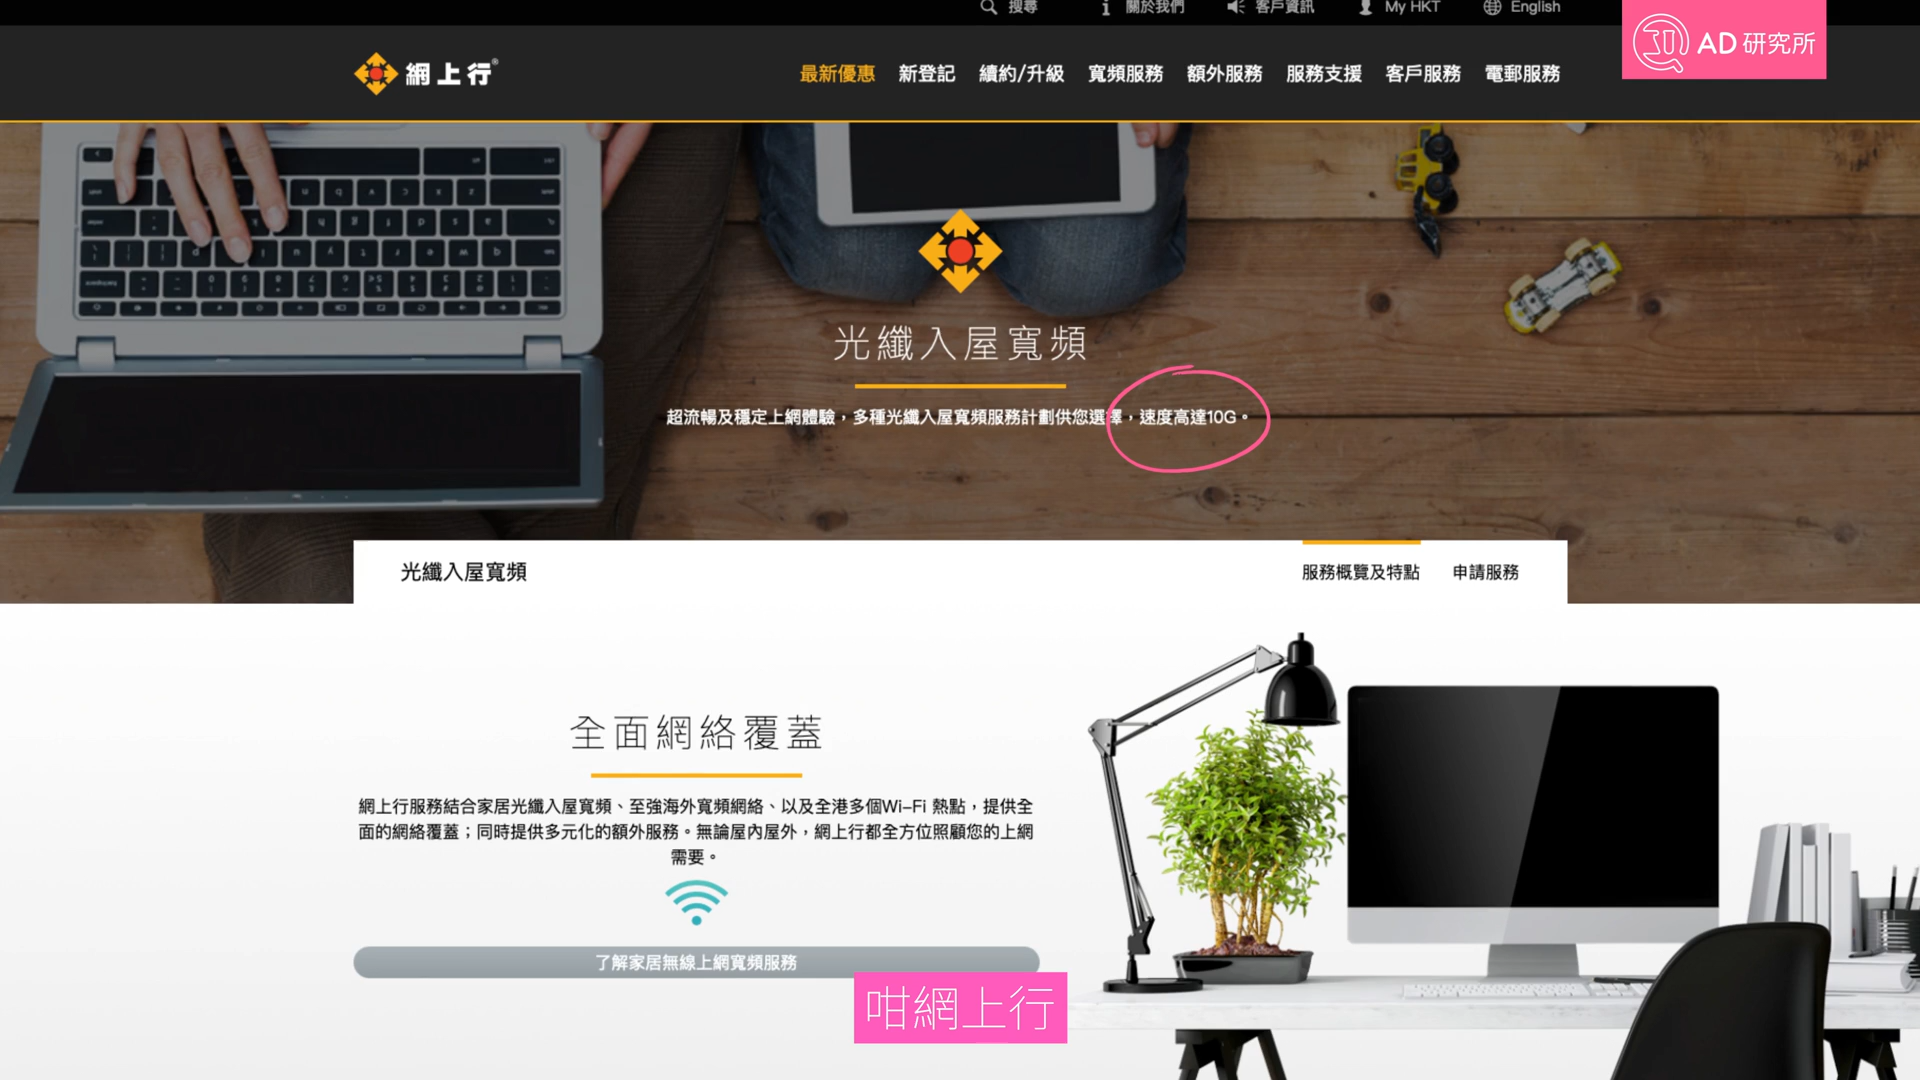 搜尋 關於我們 客戶資訊 My HKT English
AD 研究所
網上行®
最新優惠 新登記 續約/升級 寬頻服務 額外服務 服務支援 客戶服務 電郵服務
光纖入屋寬頻
超流暢及穩定上網體驗,多種光纖入屋寬頻服務計劃供您選擇,速度高達10G。
光纖入屋寬頻 服務概覽及特點 申請服務
全面網絡覆蓋
網上行服務結合家居光纖入屋寬頻、至強海外寬頻網絡、以及全港多個Wi-Fi 熱點,提供全
面的網絡覆蓋;同時提供多元化的額外服務。無論屋內屋外,網上行都全方位照顧您的上網
需要。
了解家居無線上網寬頻服務
咁網上行